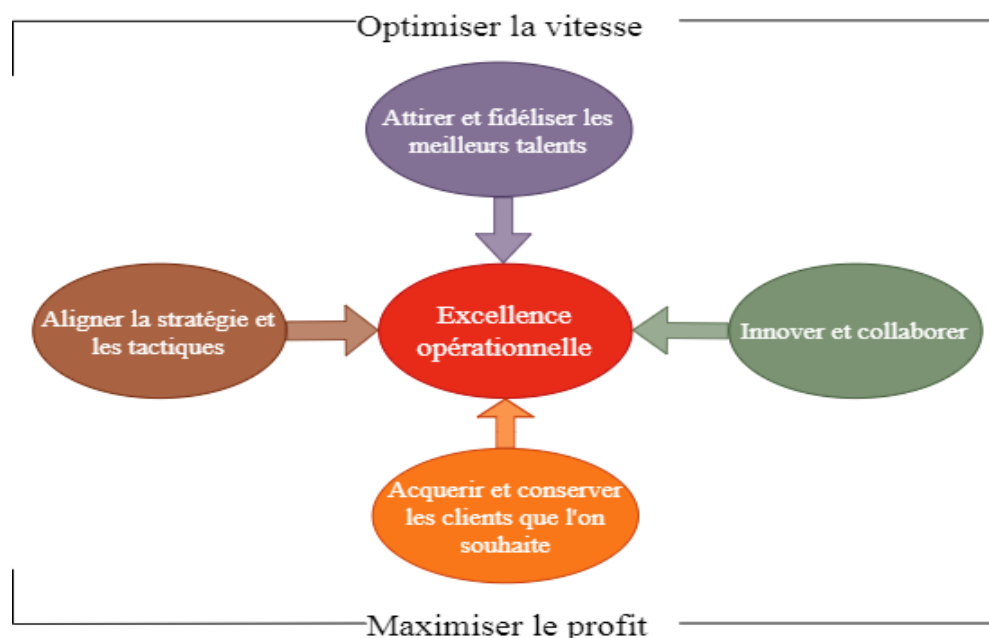 Optimiser la vitesse
Attirer et fidéliser les
meilleurs talents
Aligner la stratégie et
les tactiques
Excellence
opérationnelle
Innover et collaborer
Acquerir et conserver
les clients que l'on
souhaite
Maximiser le profit